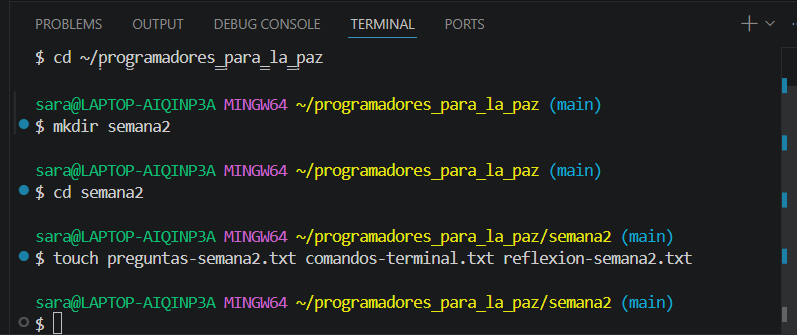 PROBLEMS OUTPUT DEBUG CONSOLE TERMINAL PORTS
$ cd ~/programadores_para_la_paz
sara@LAPTOP-AIQINP3A MINGW64 ~/programadores_para_la_paz (main)
$ mkdir semana2
sara@LAPTOP-AIQINP3A MINGW64 ~/programadores_para_la_paz (main)
$ cd semana2
sara@LAPTOP-AIQINP3A MINGW64 ~/programadores_para_la_paz/semana2 (main)
$ touch preguntas-semana2.txt comandos-terminal.txt reflexion-semana2.txt
sara@LAPTOP-AIQINP3A MINGW64 ~/programadores_para_la_paz/semana2 (main)
$